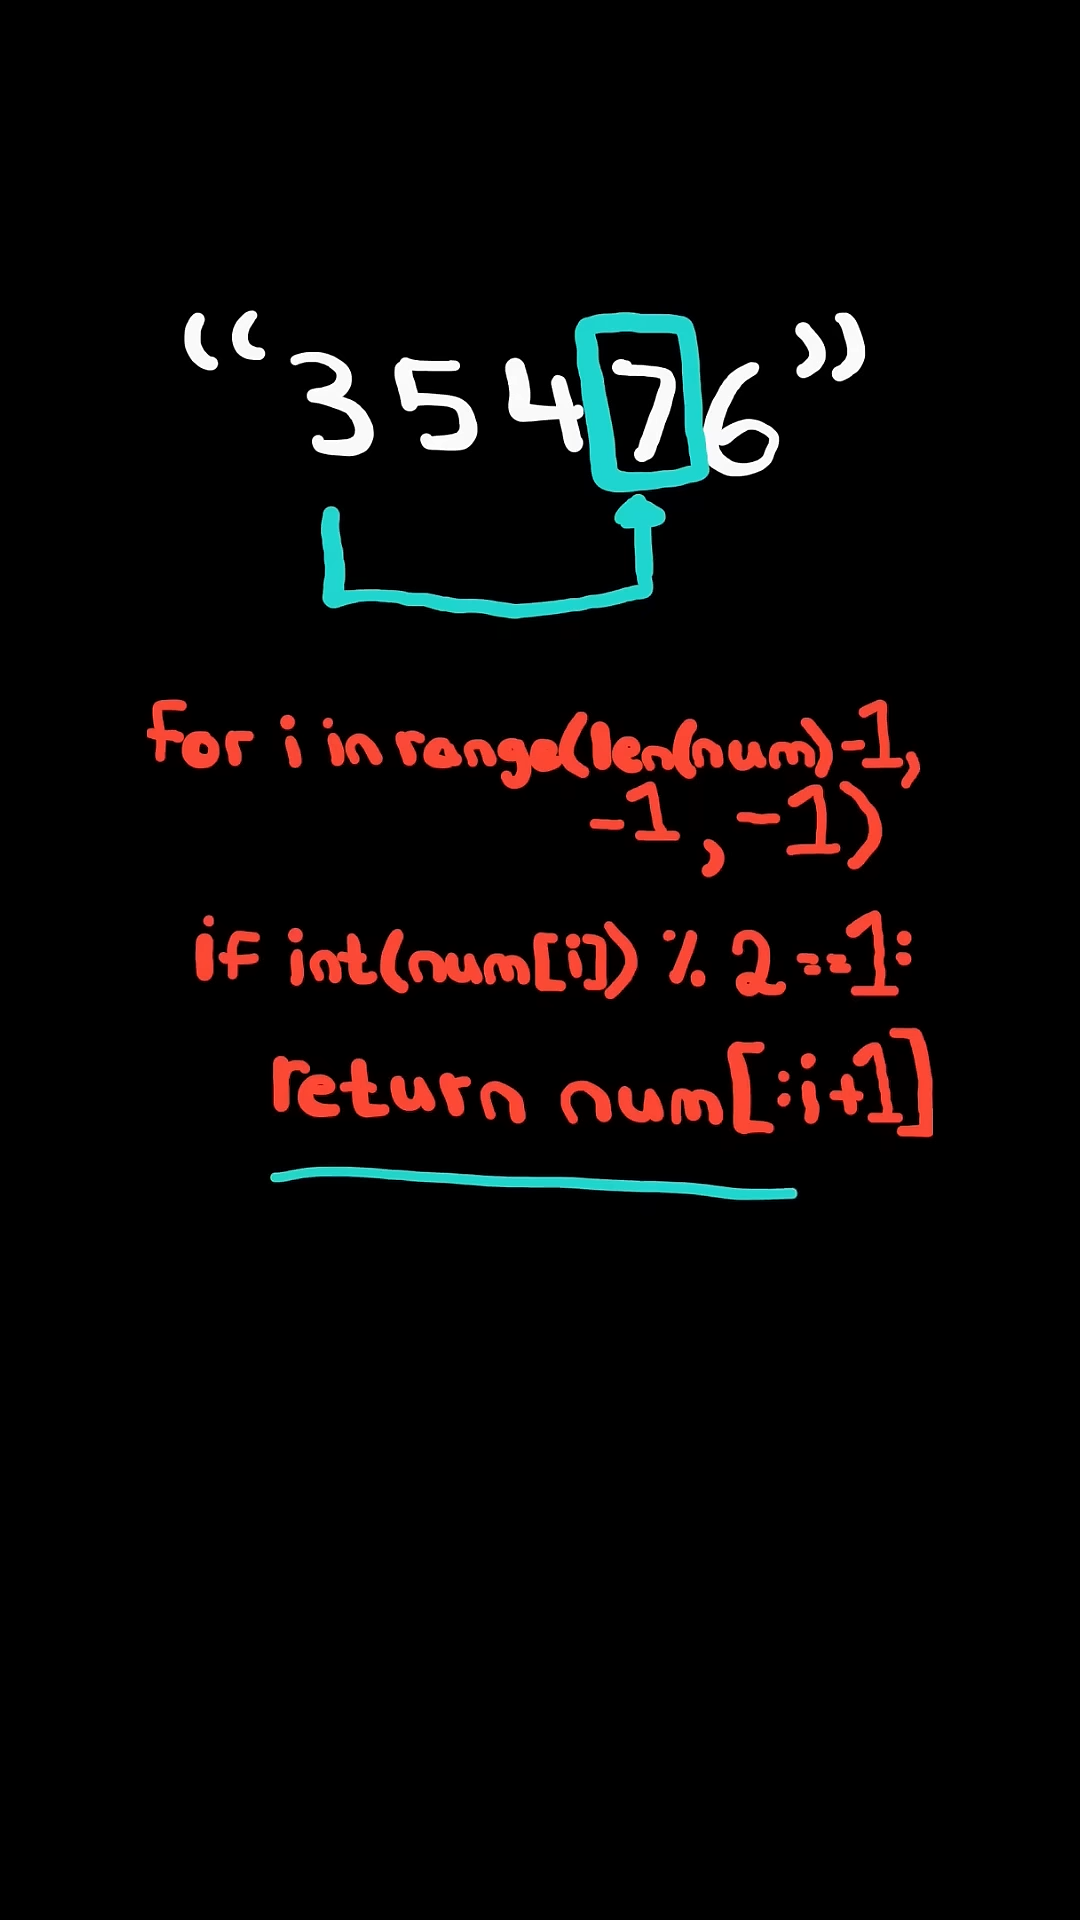 “35476”
for i in range(len(num)-1,
-1, -1)
if int(num[i]) % 2 ==1:
return num[:i+1]